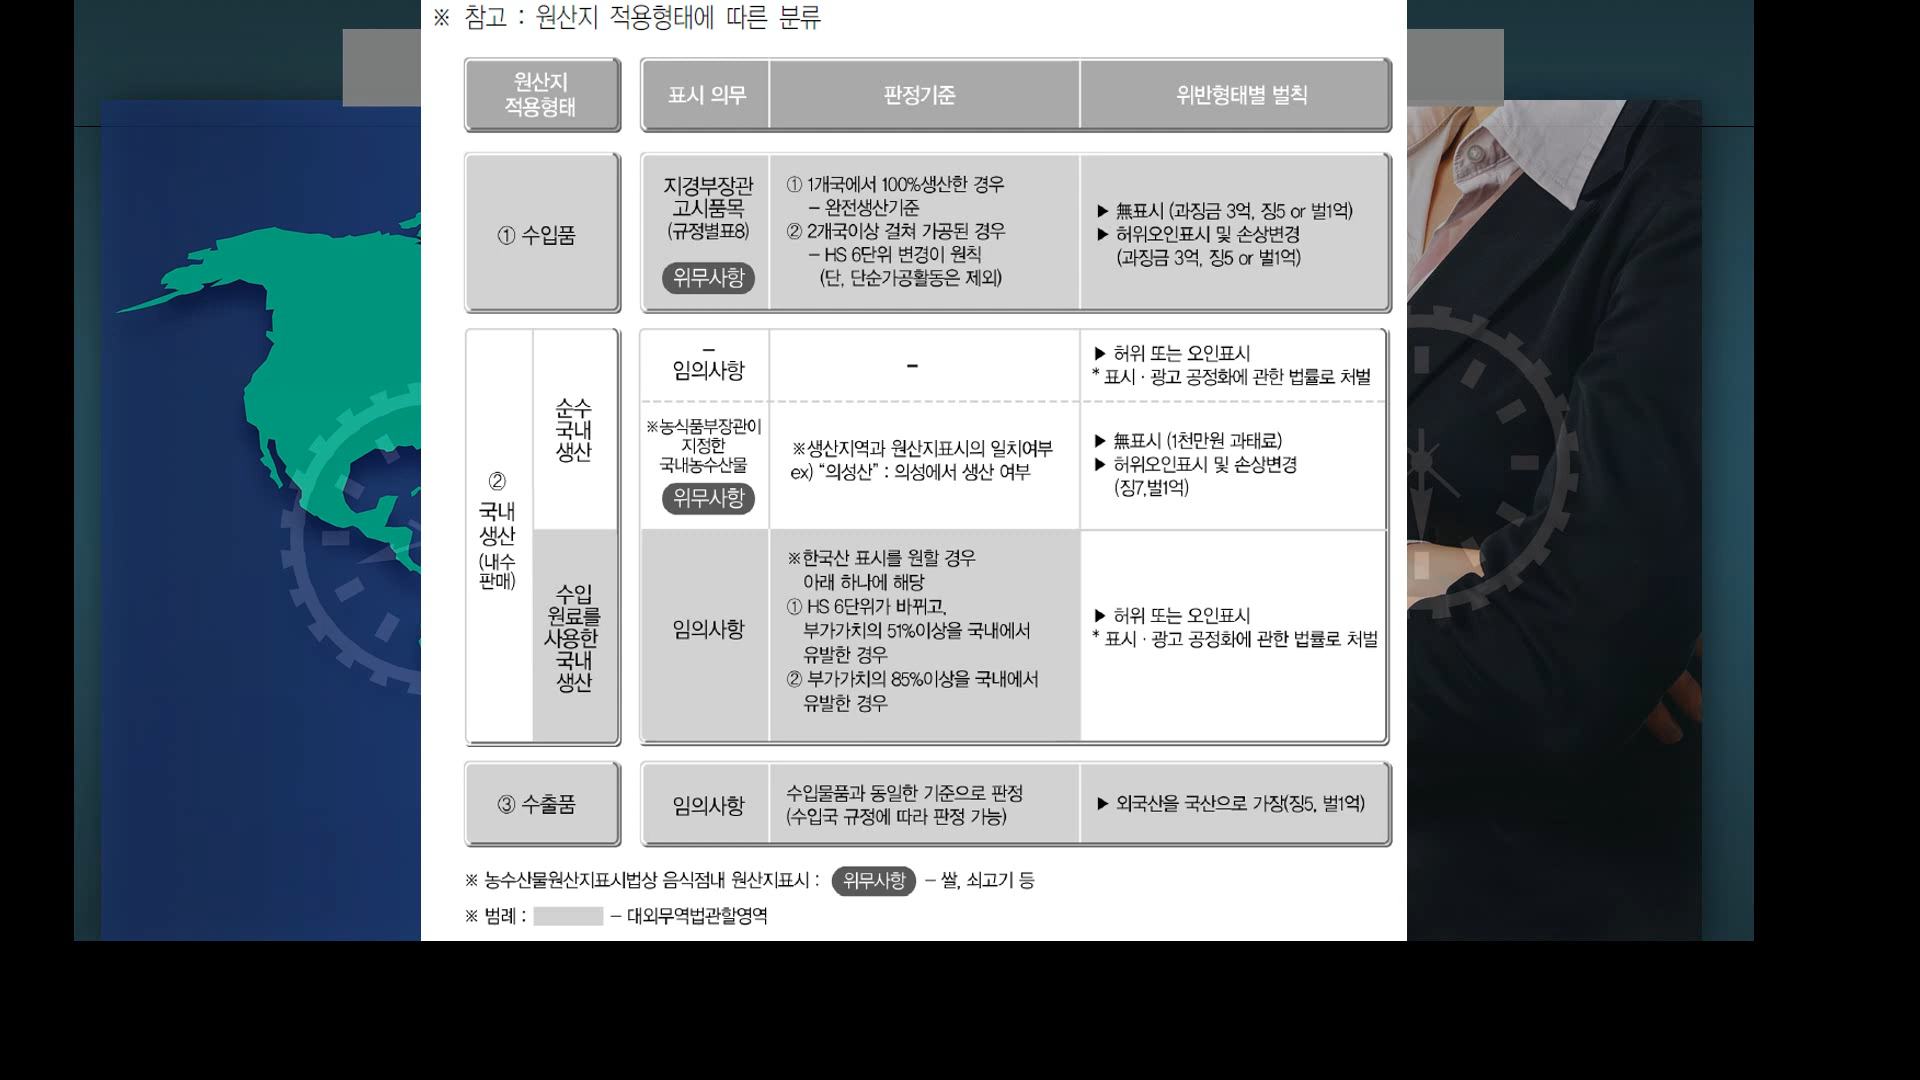 ※ 참고 : 원산지 적용형태에 따른 분류
원산지
적용형태
표시 의무
판정기준
위반형태별 벌칙
① 수입품
지경부장관
고시품목
(규정별표8)
위무사항
① 1개국에서 100%생산한 경우
– 완전생산기준
② 2개국이상 걸쳐 가공된 경우
– HS 6단위 변경이 원칙
(단, 단순가공활동은 제외)
▶ 無표시 (과징금 3억, 징5 or 벌1억)
▶ 허위오인표시 및 손상변경
(과징금 3억, 징5 or 벌1억)
②
국내
생산
(내수
판매)
순수
국내
생산
–
임의사항
–
▶ 허위 또는 오인표시
* 표시 · 광고 공정화에 관한 법률로 처벌
※농식품부장관이
지정한
국내농수산물
위무사항
※생산지역과 원산지표시의 일치여부
ex) “의성산” : 의성에서 생산 여부
▶ 無표시 (1천만원 과태료)
▶ 허위오인표시 및 손상변경
(징7,벌1억)
수입
원료를
사용한
국내
생산
임의사항
※한국산 표시를 원할 경우
아래 하나에 해당
① HS 6단위가 바뀌고,
부가가치의 51%이상을 국내에서
유발한 경우
② 부가가치의 85%이상을 국내에서
유발한 경우
▶ 허위 또는 오인표시
* 표시 · 광고 공정화에 관한 법률로 처벌
③ 수출품
임의사항
수입물품과 동일한 기준으로 판정
(수입국 규정에 따라 판정 가능)
▶ 외국산을 국산으로 가장(징5, 벌1억)
※ 농수산물원산지표시법상 음식점내 원산지표시 : 위무사항 – 쌀, 쇠고기 등
※ 범례 : – 대외무역법관할영역